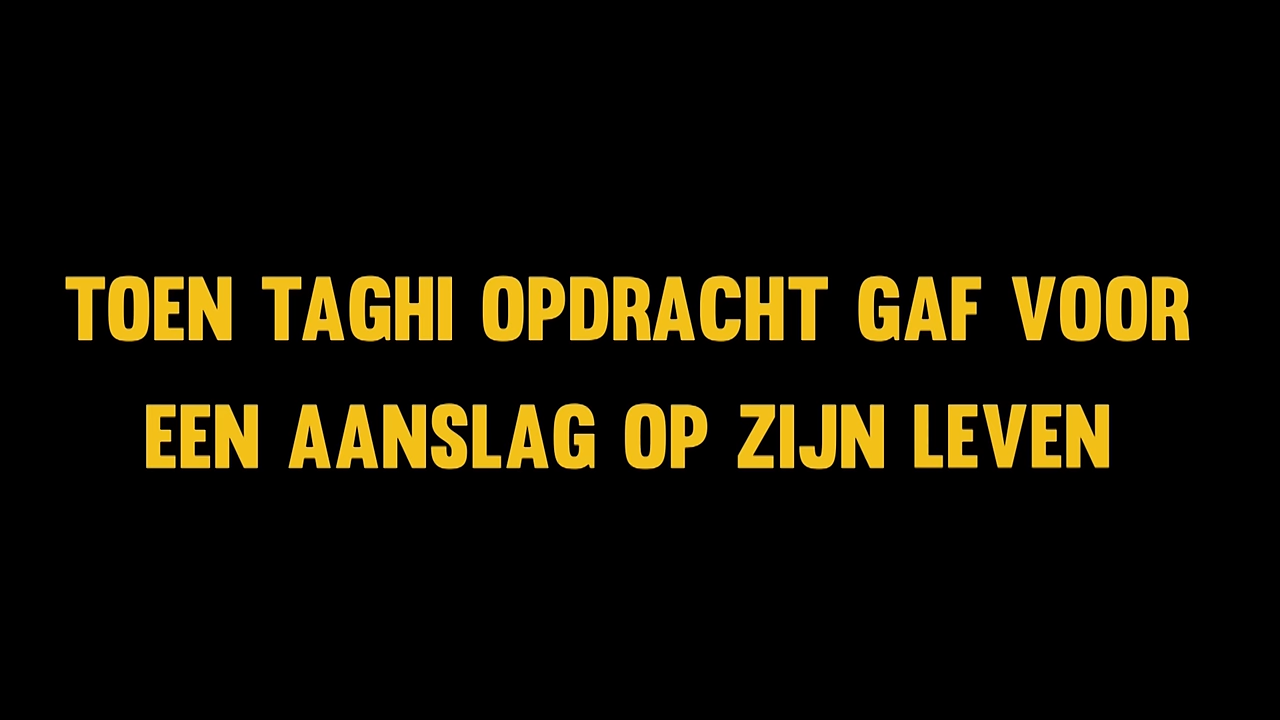 TOEN TAGHI OPDRACHT GAF VOOR
EEN AANSLAG OP ZIJN LEVEN